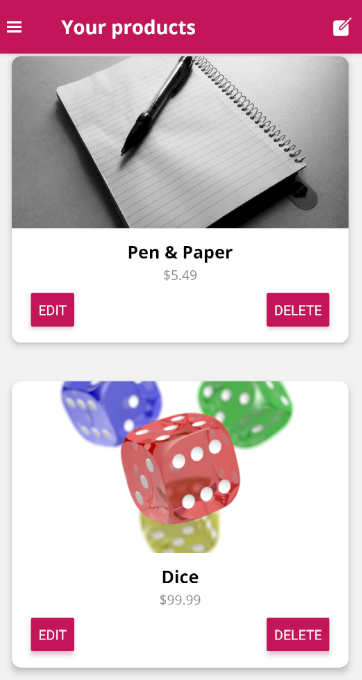 Your products
Pen & Paper
$5.49
EDIT DELETE
Dice
$99.99
EDIT DELETE